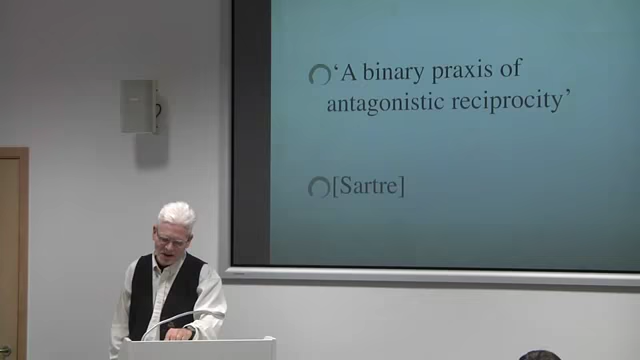 ‘A binary praxis of
antagonistic reciprocity’
[Sartre]